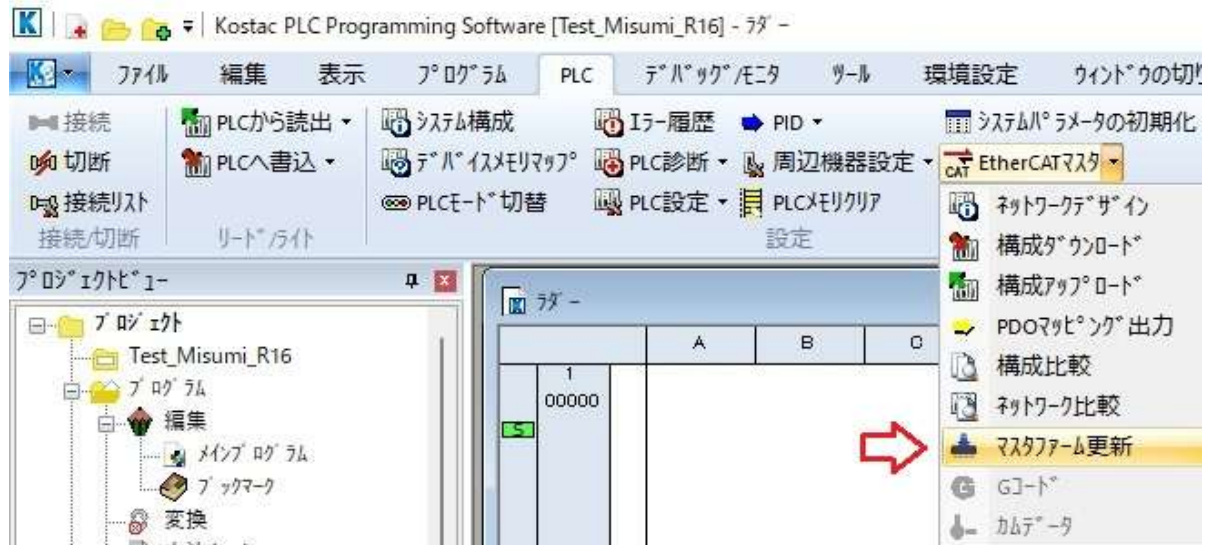 Kostac PLC Programming Software [Test_Misumi_R16] - ﾗﾀﾞｰ
ﾌｧｲﾙ 編集 表示 ﾌﾟﾛｸﾞﾗﾑ PLC ﾃﾞﾊﾞｯｸﾞ/ﾓﾆﾀ ﾂｰﾙ 環境設定 ｳｨﾝﾄﾞｳの切
接続 PLCから読出 ｼｽﾃﾑ構成 ｴﾗｰ履歴 PID ｼｽﾃﾑﾊﾟﾗﾒｰﾀの初期化
切断 PLCへ書込 ﾃﾞﾊﾞｲｽﾒﾓﾘﾏｯﾌﾟ PLC診断 周辺機器設定 EtherCATﾏｽﾀ
接続ﾘｽﾄ PLCﾓｰﾄﾞ切替 PLC設定 PLCﾒﾓﾘｸﾘｱ
接続/切断 ﾘｰﾄﾞ/ﾗｲﾄ 設定
ﾈｯﾄﾜｰｸﾃﾞｻﾞｲﾝ
構成ﾀﾞｳﾝﾛｰﾄﾞ
構成ｱｯﾌﾟﾛｰﾄﾞ
PDOﾏｯﾋﾟﾝｸﾞ出力
構成比較
ﾈｯﾄﾜｰｸ比較
ﾏｽﾀﾌｧｰﾑ更新
Gｺｰﾄﾞ
ｶﾑﾃﾞｰﾀ
ﾌﾟﾛｼﾞｪｸﾄﾋﾞｭｰ
ﾌﾟﾛｼﾞｪｸﾄ
Test_Misumi_R16
ﾌﾟﾛｸﾞﾗﾑ
編集
ﾒｲﾝﾌﾟﾛｸﾞﾗﾑ
ﾌﾞｯｸﾏｰｸ
変換
ﾗﾀﾞｰ
A B C
1
00000
S